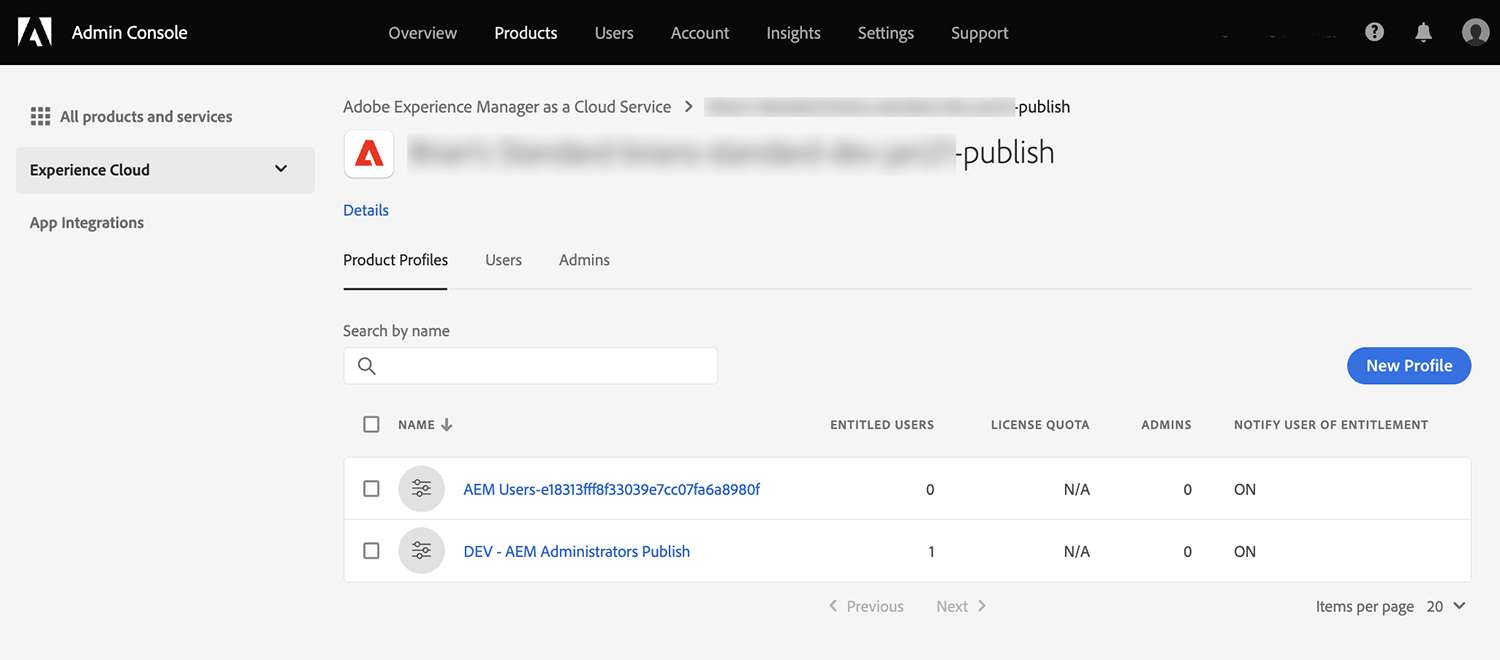 Admin Console
Overview Products Users Account Insights Settings Support
All products and services
Experience Cloud
App Integrations
Adobe Experience Manager as a Cloud Service > -publish
-publish
Details
Product Profiles Users Admins
Search by name
New Profile
NAME ENTITLED USERS LICENSE QUOTA ADMINS NOTIFY USER OF ENTITLEMENT
AEM Users-e18313fff8f33039e7cc07fa6a8980f 0 N/A 0 ON
DEV - AEM Administrators Publish 1 N/A 0 ON
Previous Next Items per page 20